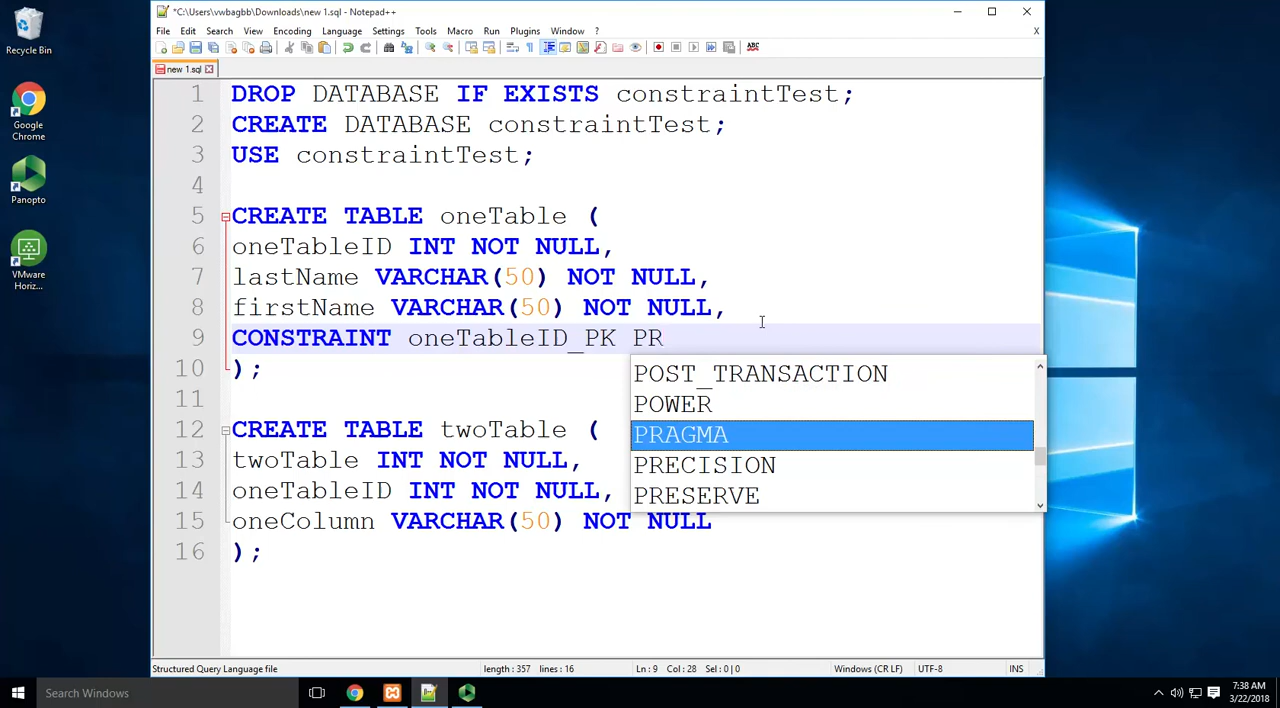 Recycle Bin
Google
Chrome
Panopto
VMware
Horiz...
*C:\Users\vwbagbb\Downloads\new 1.sql - Notepad++
File Edit Search View Encoding Language Settings Tools Macro Run Plugins Window ?
X
ABC
new 1.sql
1 DROP DATABASE IF EXISTS constraintTest;
2 CREATE DATABASE constraintTest;
3 USE constraintTest;
4
5 CREATE TABLE oneTable (
6 oneTableID INT NOT NULL,
7 lastName VARCHAR(50) NOT NULL,
8 firstName VARCHAR(50) NOT NULL,
9 CONSTRAINT oneTableID_PK PR
10 );
11
12 CREATE TABLE twoTable (
13 twoTable INT NOT NULL,
14 oneTableID INT NOT NULL,
15 oneColumn VARCHAR(50) NOT NULL
16 );
POST_TRANSACTION
POWER
PRAGMA
PRECISION
PRESERVE
Structured Query Language file length : 357 lines : 16 Ln : 9 Col : 28 Sel : 0 | 0 Windows (CR LF) UTF-8 INS
Search Windows
7:38 AM
3/22/2018